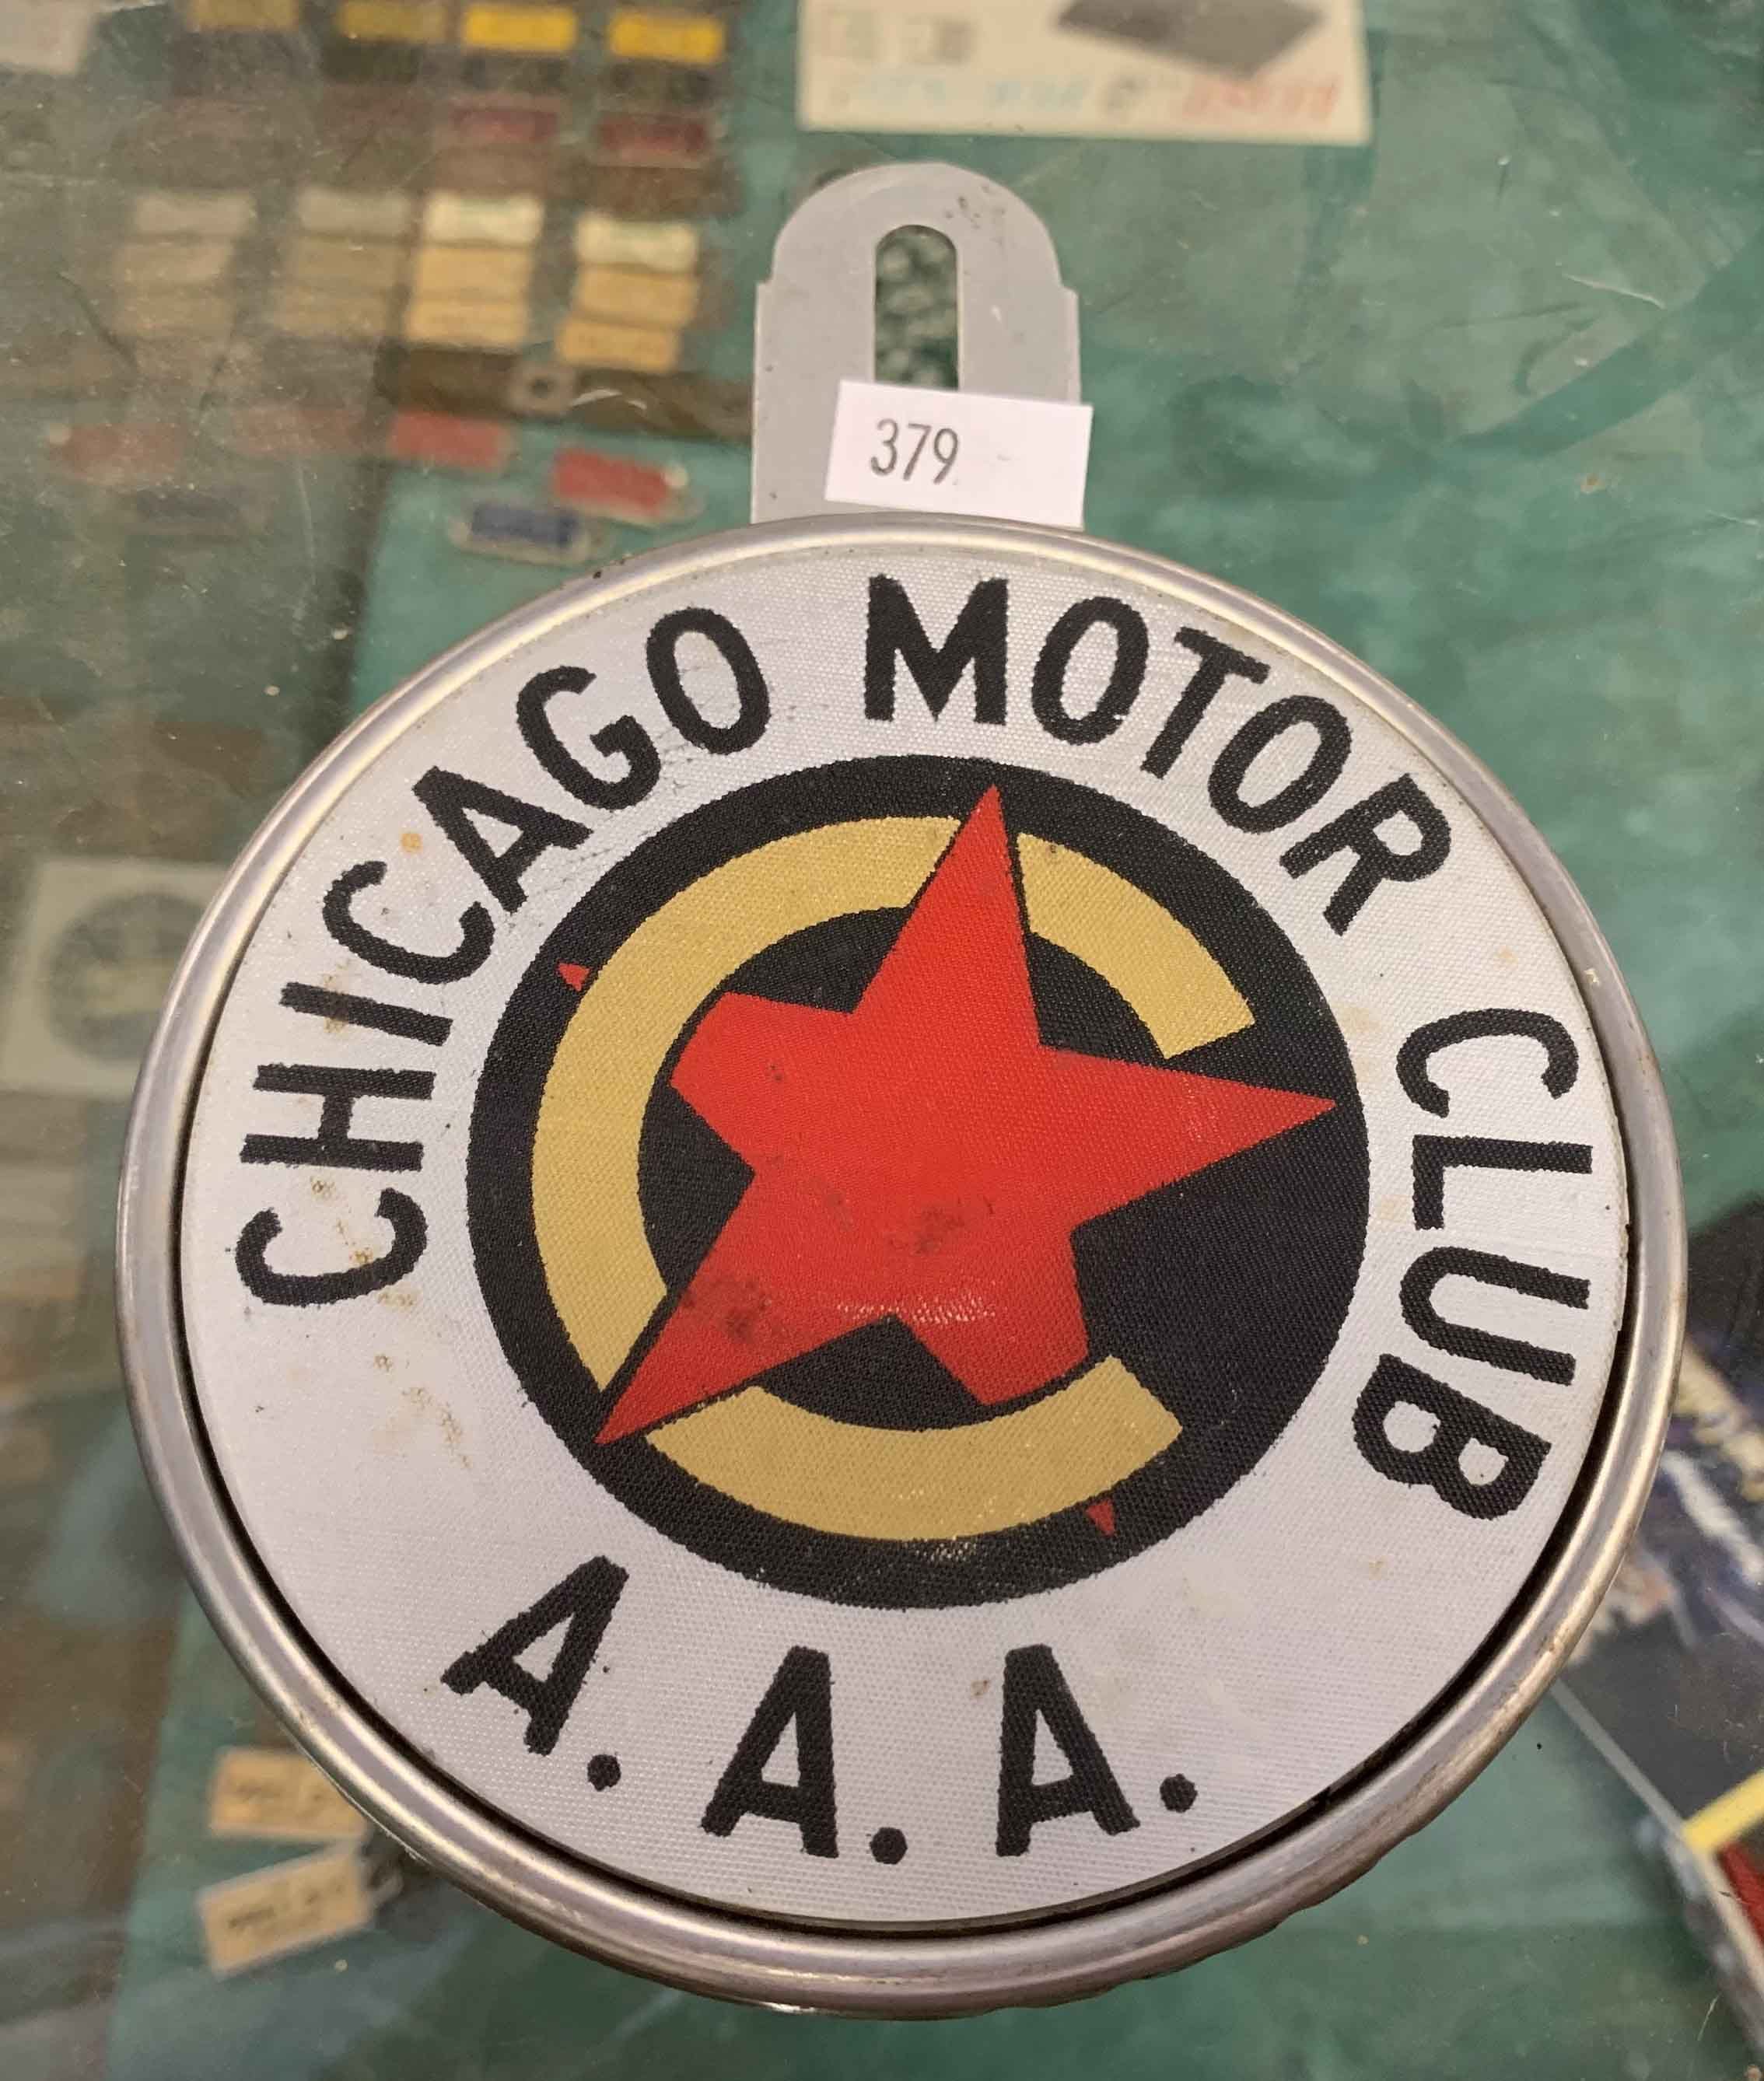 379
CHICAGO MOTOR CLUB
A.A.A.